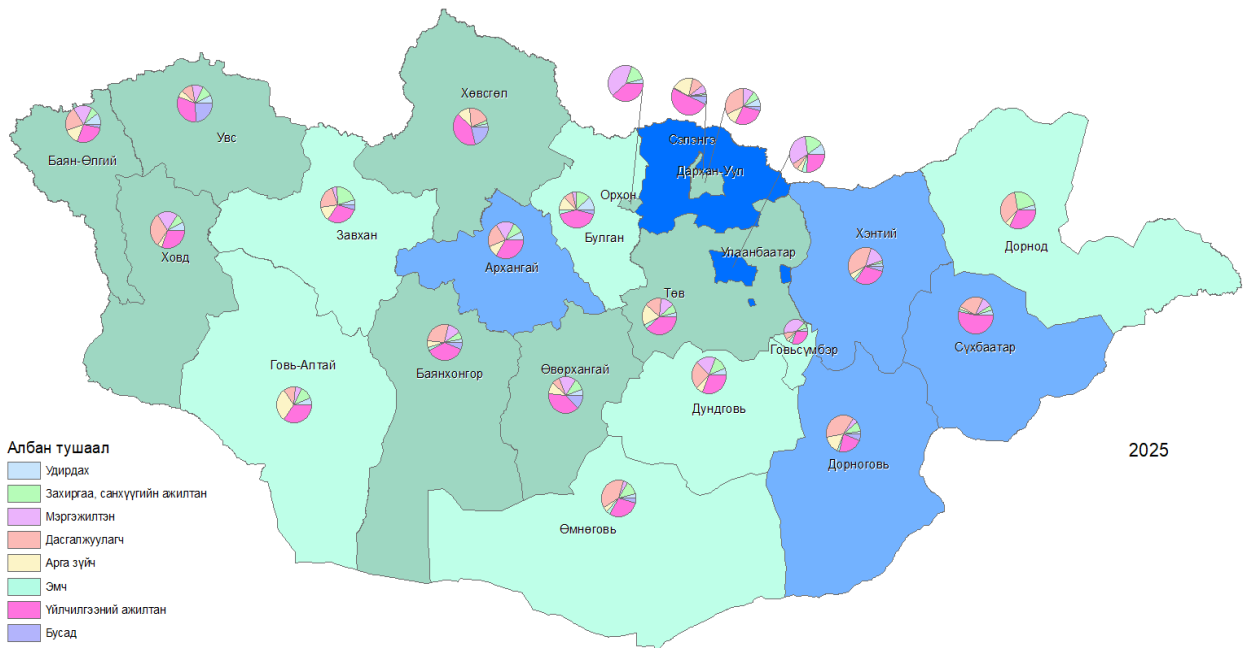 Хөвсгөл
Увс
Баян-Өлгий
Сэлэнгэ
Дархан-Уул
Орхон
Завхан
Булган
Ховд
Архангай
Улаанбаатар
Хэнтий
Дорнод
Төв
Говь-Алтай
Баянхонгор
Өвөрхангай
Говьсүмбэр
Сүхбаатар
Дундговь
Дорноговь
Өмнөговь
2025
Албан тушаал
Удирдах
Захиргаа, санхүүгийн ажилтан
Мэргэжилтэн
Дасгалжуулагч
Арга зүйч
Эмч
Үйлчилгээний ажилтан
Бусад